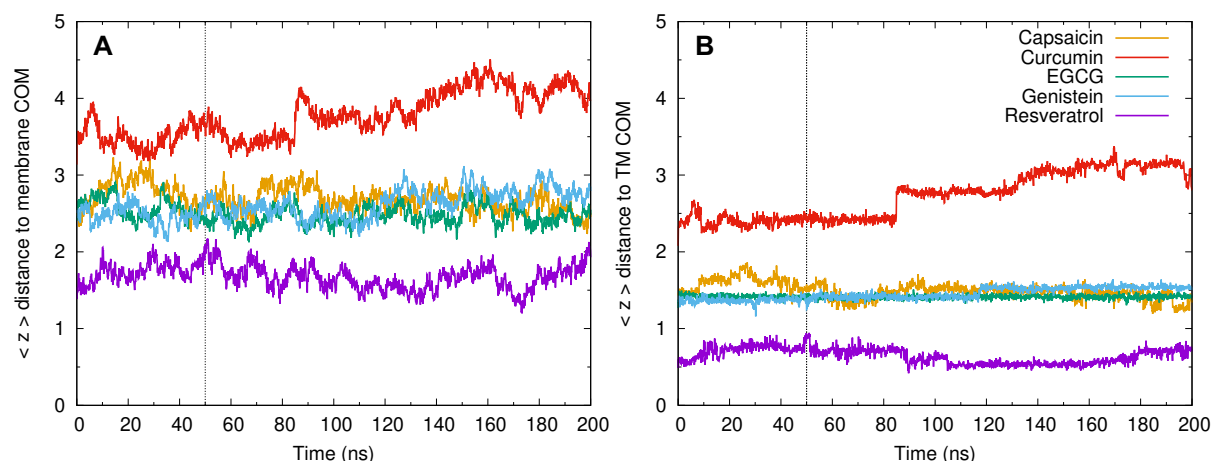 A
< z > distance to membrane COM
5
4
3
2
1
0
0 20 40 60 80 100 120 140 160 180 200
Time (ns)
B
Capsaicin
Curcumin
EGCG
Genistein
Resveratrol
< z > distance to TM COM
5
4
3
2
1
0
0 20 40 60 80 100 120 140 160 180 200
Time (ns)